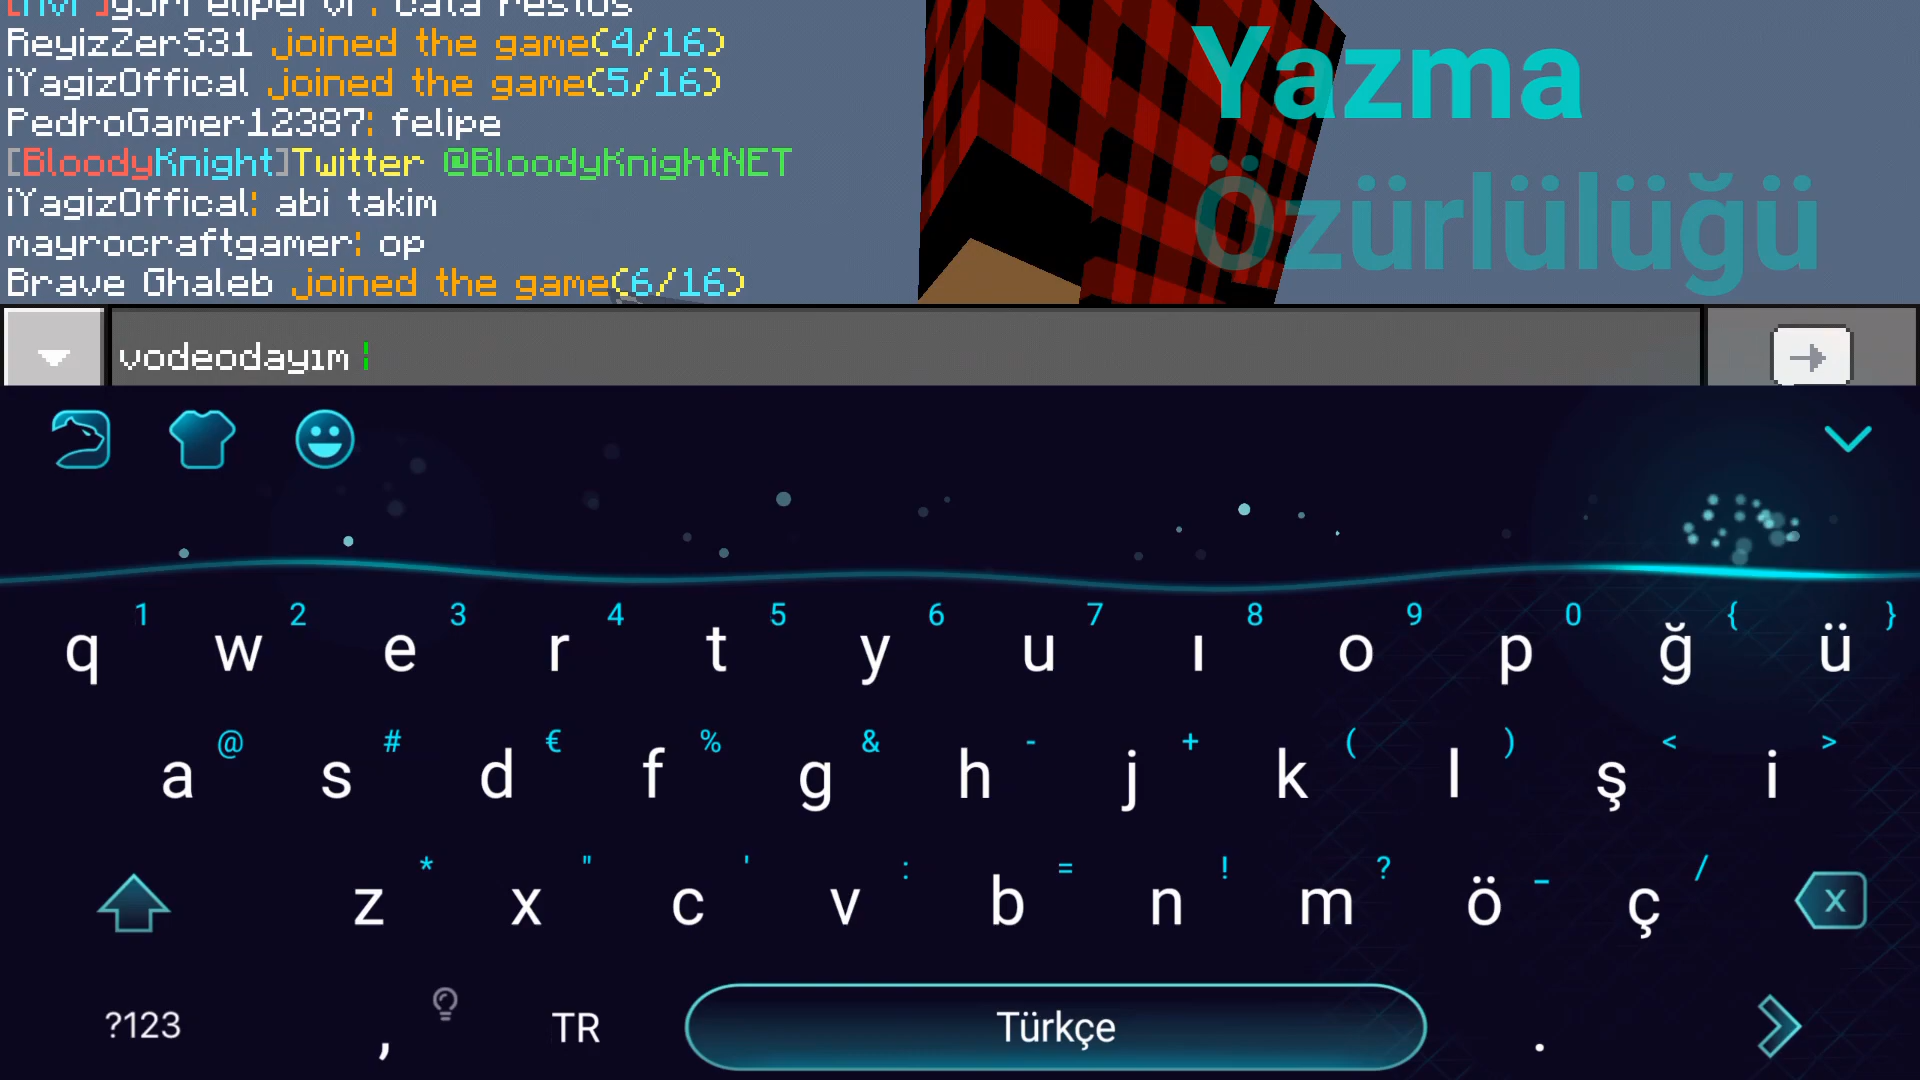 ReyizZer531 joined the game(4/16)
iYagizOffical joined the game(5/16)
PedroGamer12387: felipe
[BloodyKnight]Twitter @BloodyKnightNET
iYagizOffical: abi takim
mayrocraftgamer: op
Brave Ghaleb joined the game(6/16)
Yazma
Özürlülüğü
vodeodayım
1 2 3 4 5 6 7 8 9 0 { }
q w e r t y u ı o p ğ ü
@ # € % & - + ( ) < >
a s d f g h j k l ş i
* " ' : = ! ? _ /
z x c v b n m ö ç x
?123 , TR Türkçe .